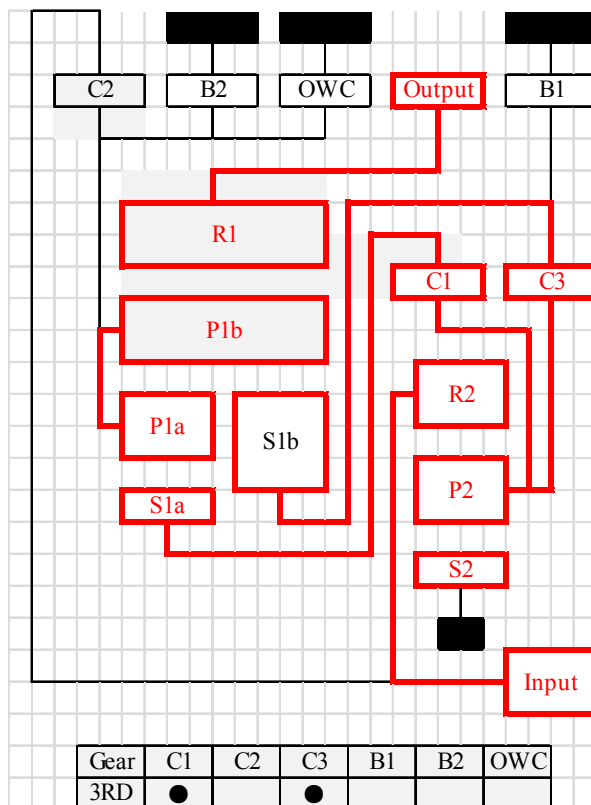 C2 B2 OWC Output B1
R1
C1 C3
P1b
R2
P1a S1b
P2
S1a
S2
Input
Gear C1 C2 C3 B1 B2 OWC
3RD ● ●